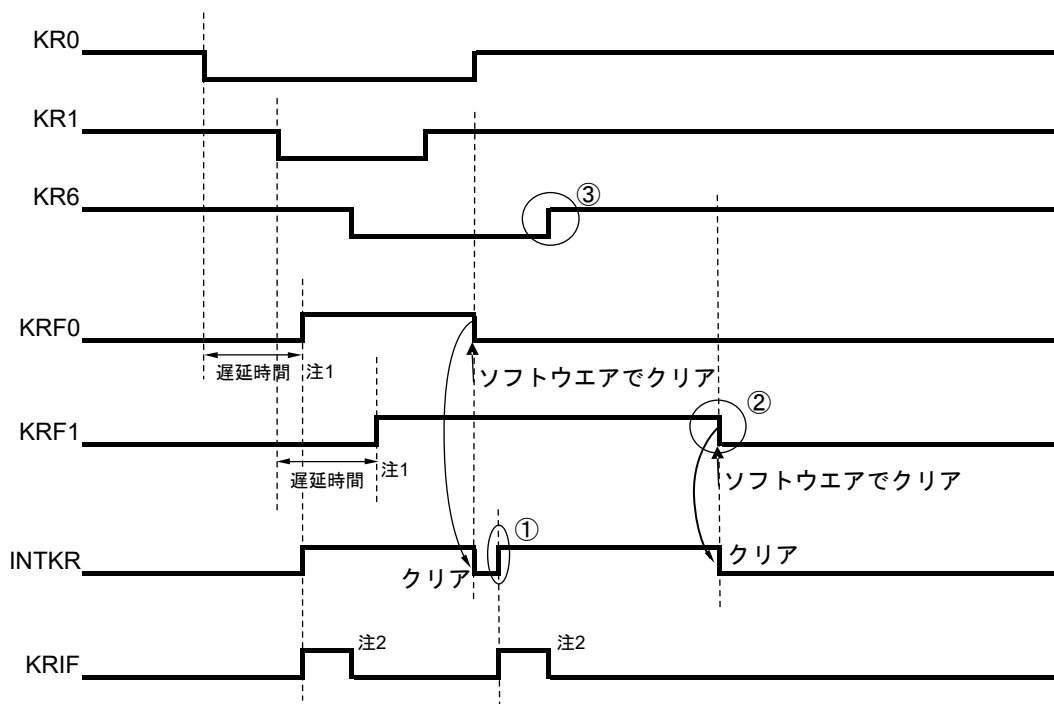 KR0
KR1
KR6
③
KRF0
遅延時間 注1
ソフトウエアでクリア
②
KRF1
遅延時間 注1
ソフトウエアでクリア
①
INTKR
クリア
クリア
注2
注2
KRIF